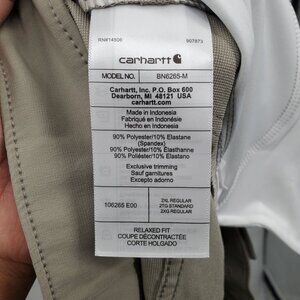 RN#14806 907873
carhartt
MODEL NO. BN6265-M
Carhartt, Inc. P.O. Box 600
Dearborn, MI 48121 USA
carhartt.com
Made in Indonesia
Fabriqué en Indonésie
Hecho en Indonesia
90% Polyester/10% Elastane
(Spandex)
90% Polyester/10% Élasthanne
90% Poliéster/10% Elastano
Exclusive trimming
Sauf garnitures
Excepto adorno
106265 E00
2XL REGULAR
2TG STANDARD
2XG REGULAR
RELAXED FIT
COUPE DÉCONTRACTÉE
CORTE HOLGADO